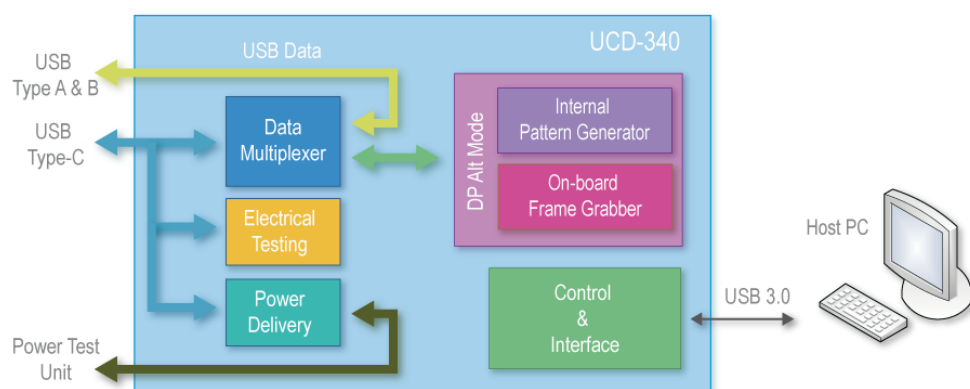 UCD-340
USB Data
USB
Type A & B
USB
Type-C
Data
Multiplexer
Electrical
Testing
Power
Delivery
Power Test
Unit
DP Alt Mode
Internal
Pattern Generator
On-board
Frame Grabber
Control
&
Interface
USB 3.0
Host PC